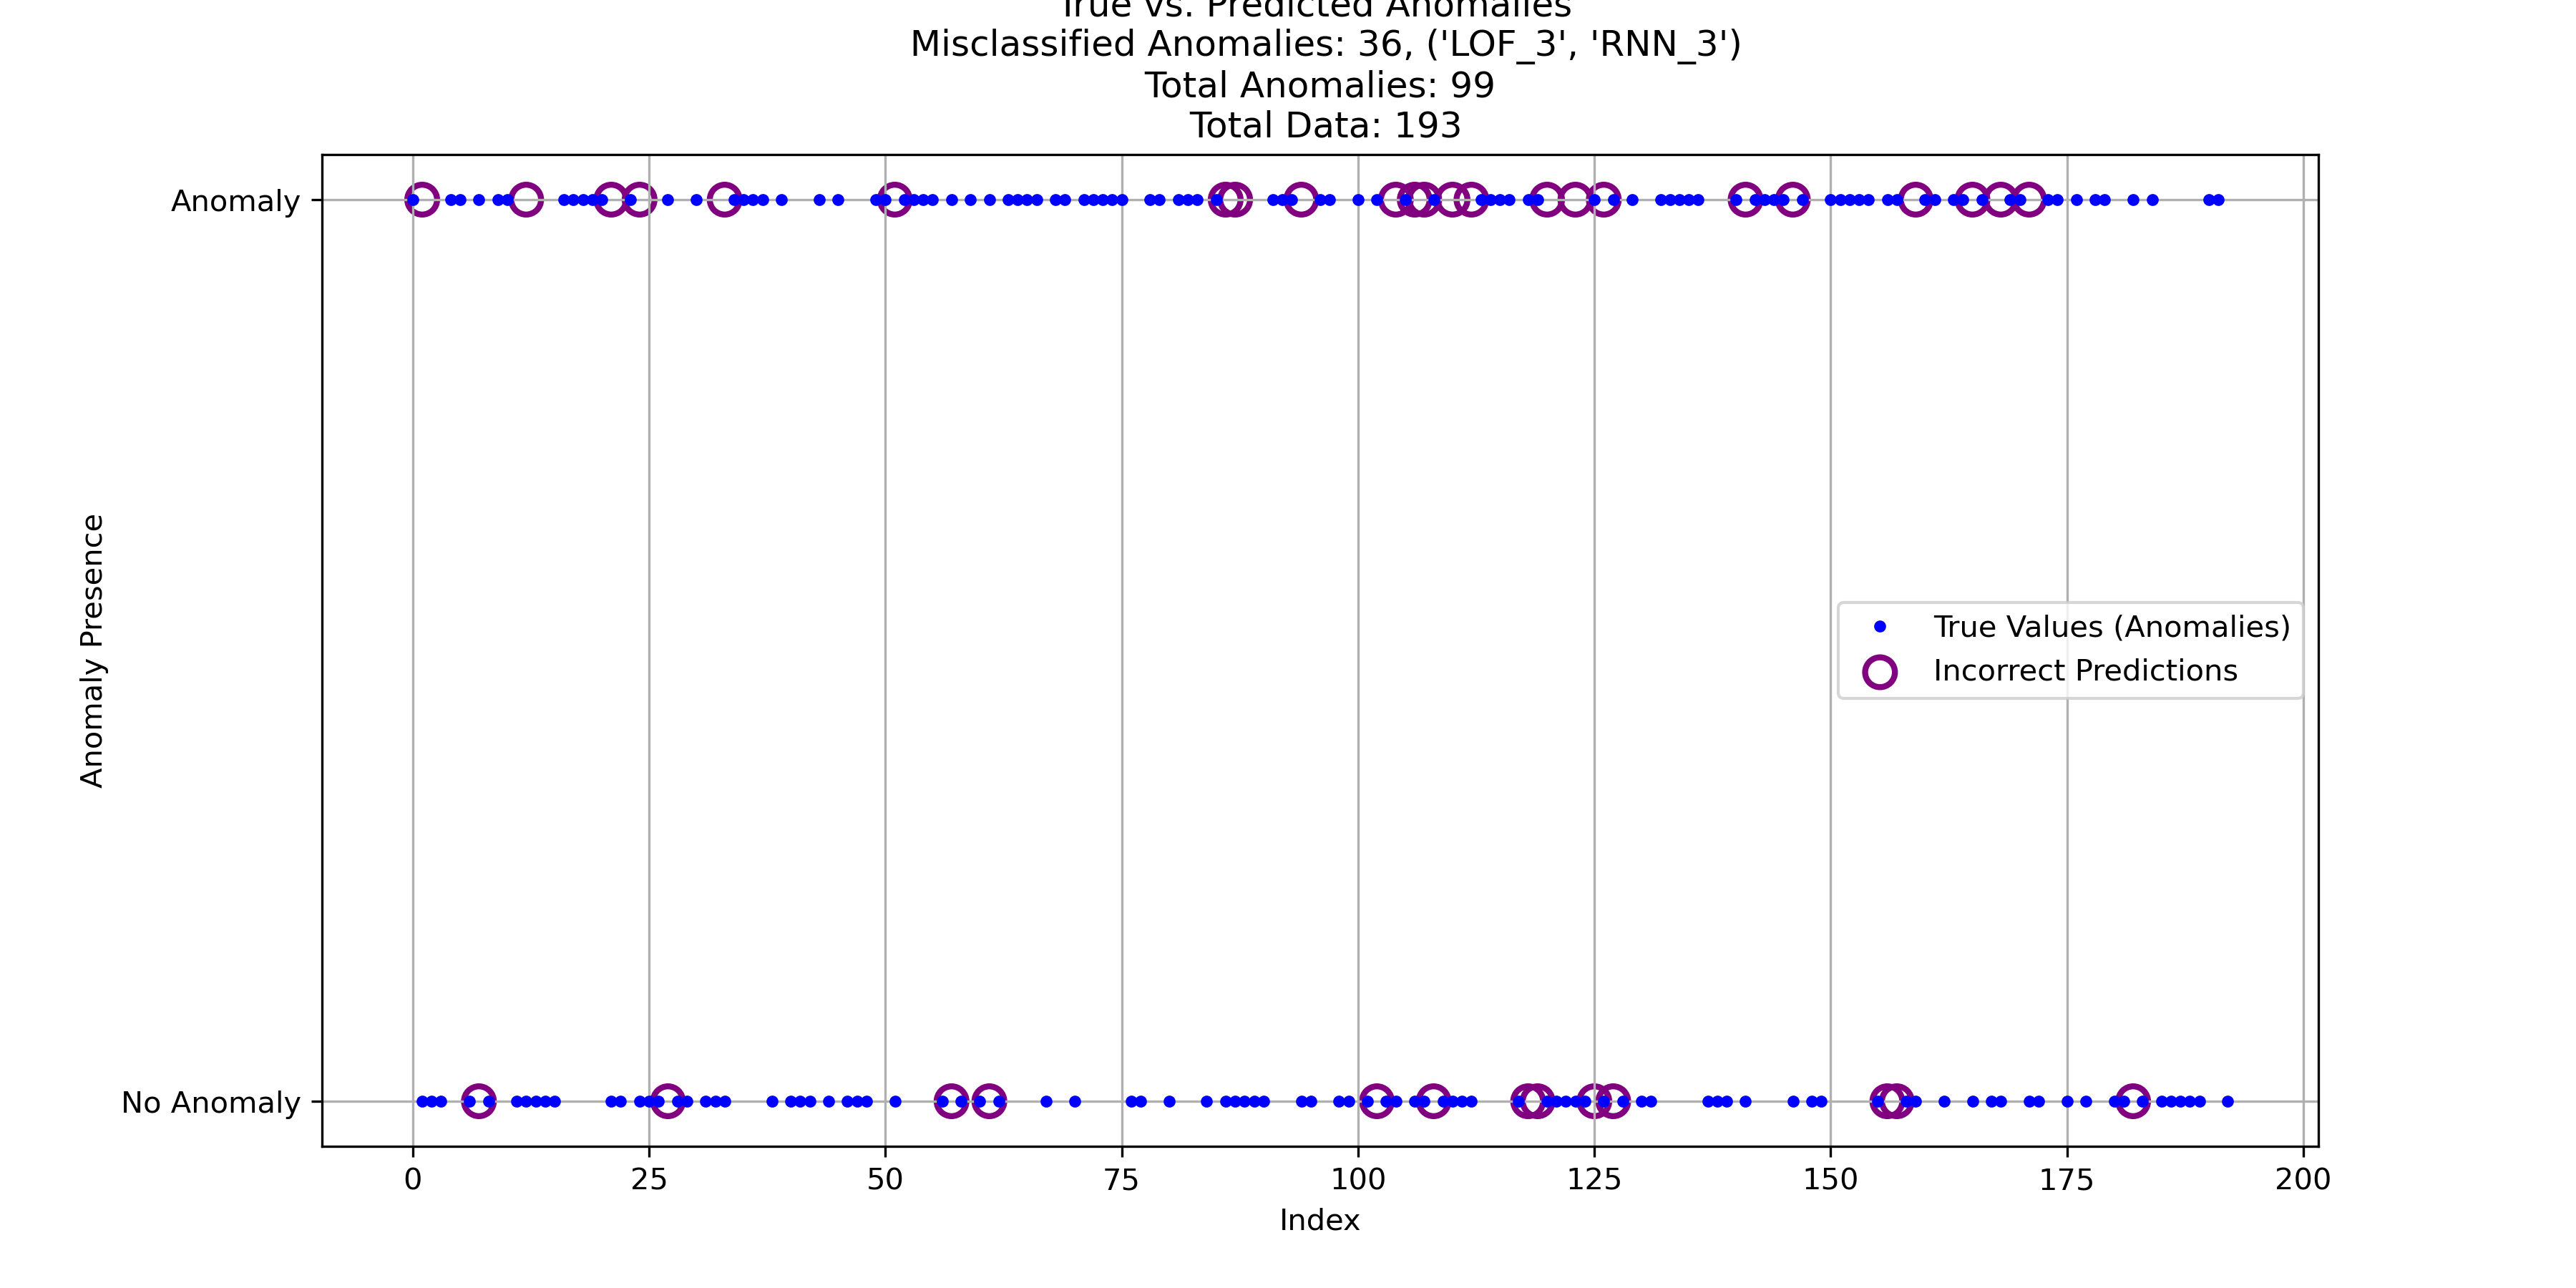 True vs. Predicted Anomalies
Misclassified Anomalies: 36, ('LOF_3', 'RNN_3')
Total Anomalies: 99
Total Data: 193
Anomaly
Anomaly Presence
True Values (Anomalies)
Incorrect Predictions
No Anomaly
0 25 50 75 100 125 150 175 200
Index